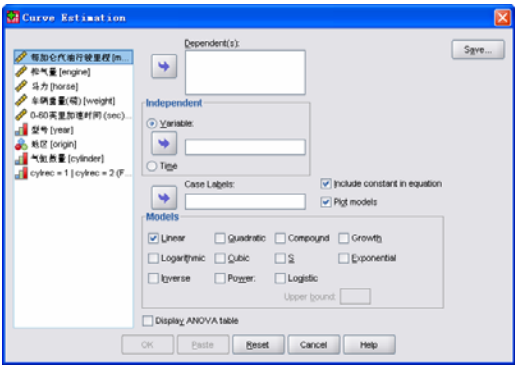 Curve Estimation
每加仑汽油行驶里程 [m...
排气量 [engine]
马力 [horse]
车辆重量(磅) [weight]
0-60英里加速时间 (sec)...
型号 [year]
地区 [origin]
气缸数量 [cylinder]
cylrec = 1 | cylrec = 2 (F...
Dependent(s):
Save...
Independent
Variable:
Time
Case Labels:
Include constant in equation
Plot models
Models
Linear
Quadratic
Compound
Growth
Logarithmic
Cubic
S
Exponential
Inverse
Power:
Logistic
Upper bound:
Display ANOVA table
OK
Paste
Reset
Cancel
Help